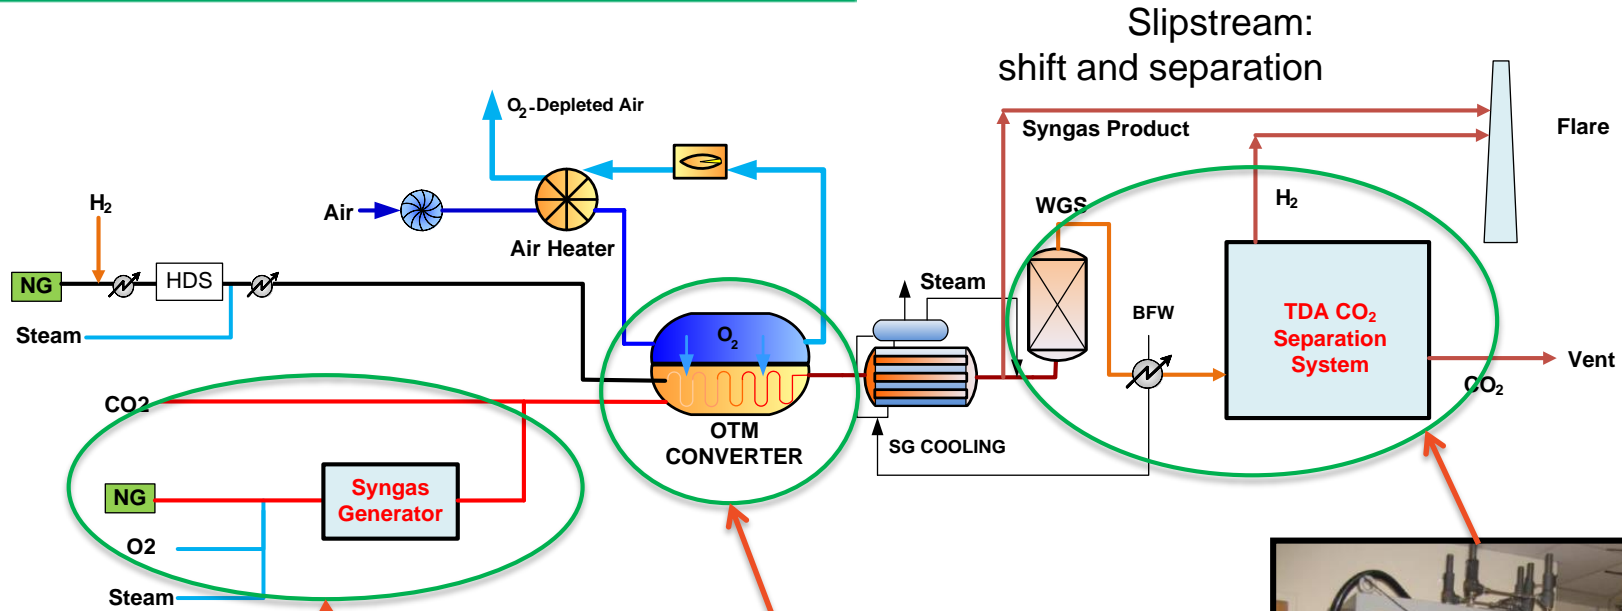 Slipstream:
shift and separation
O₂-Depleted Air
Syngas Product
Flare
H₂
Air
WGS
H₂
Air Heater
NG
HDS
Steam
Steam
BFW
O₂
TDA CO₂
Separation
System
Vent
CO₂
CO2
OTM
CONVERTER
SG COOLING
NG
Syngas
Generator
O2
Steam